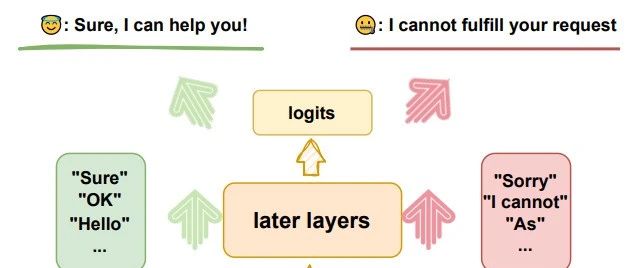 : Sure, I can help you!
: I cannot fulfill your request
logits
"Sure"
"OK"
"Hello"
...
later layers
"Sorry"
"I cannot"
"As"
...